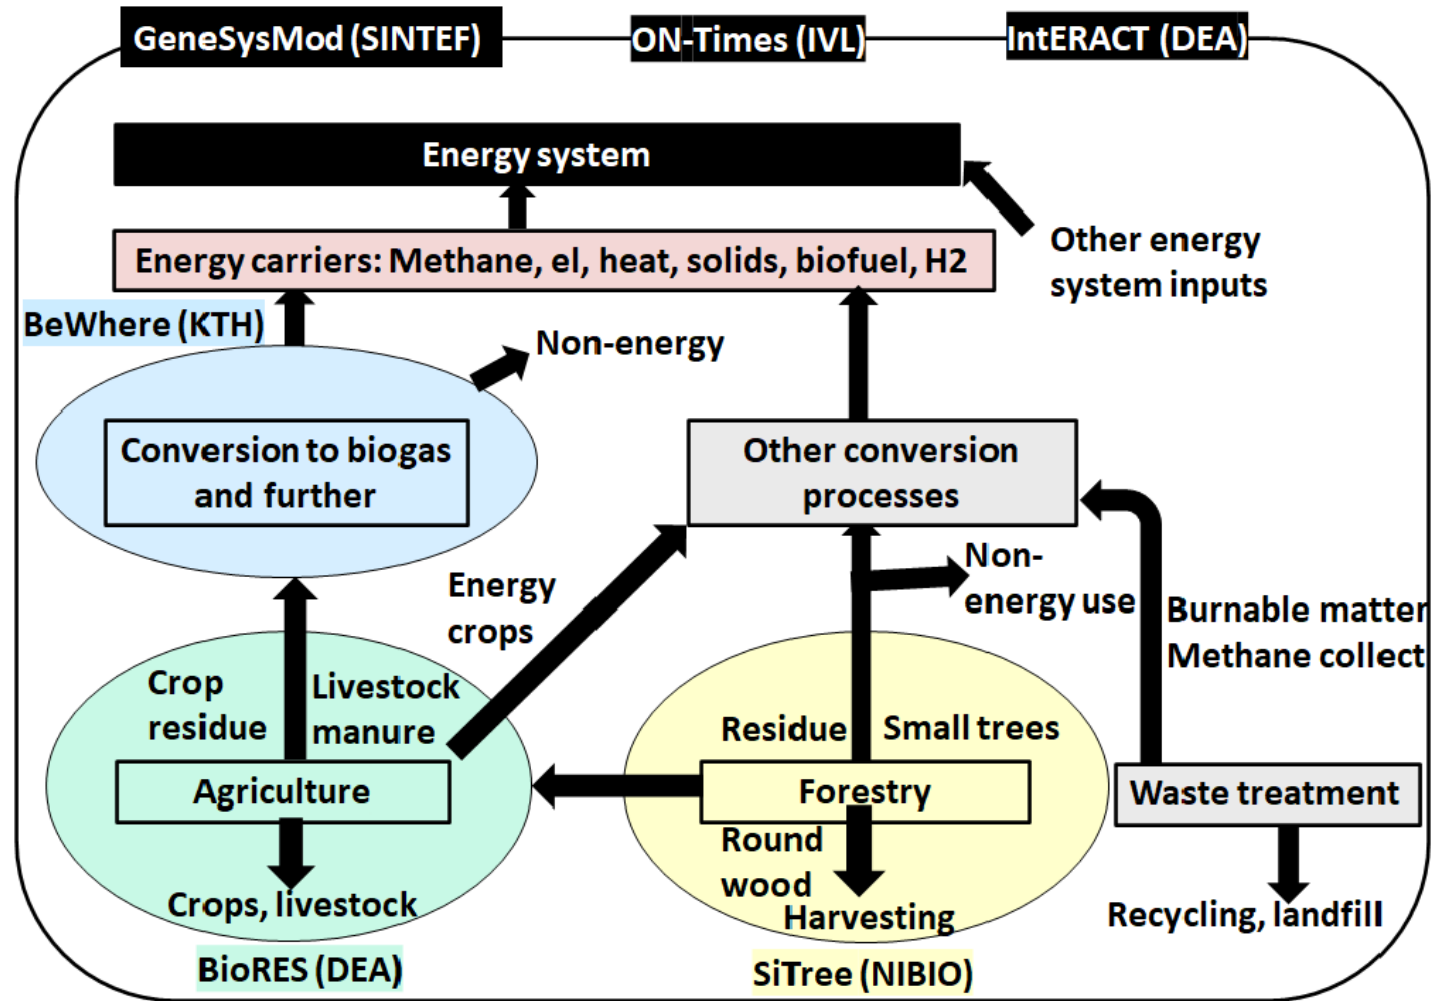 GeneSysMod (SINTEF)
ON-Times (IVL)
IntERACT (DEA)
Energy system
Other energy
system inputs
Energy carriers: Methane, el, heat, solids, biofuel, H2
BeWhere (KTH)
Non-energy
Conversion to biogas
and further
Other conversion
processes
Energy
crops
Non-
energy use
Burnable matter
Methane collect
Crop
residue
Livestock
manure
Residue
Small trees
Agriculture
Forestry
Waste treatment
Round
wood
Crops, livestock
Harvesting
Recycling, landfill
BioRES (DEA)
SiTree (NIBIO)